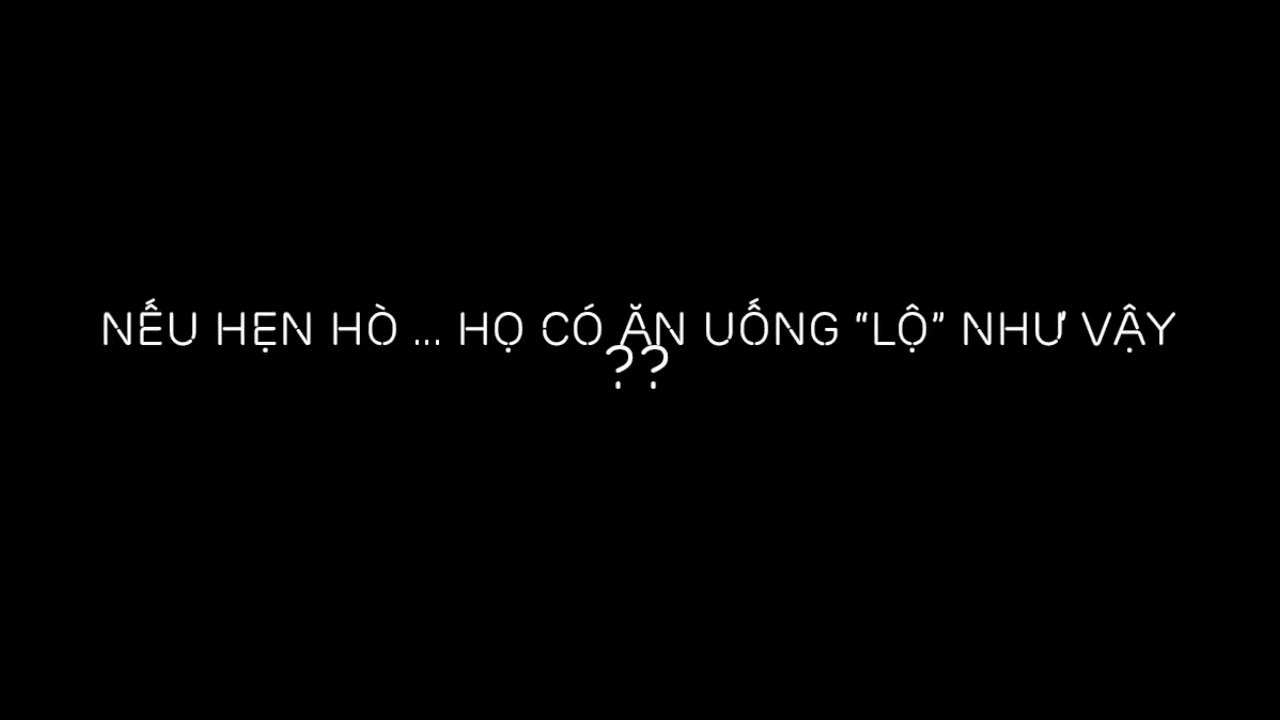 NẾU HẸN HÒ ... HỌ CÓ ĂN UỐNG “LỘ” NHƯ VẬY
??